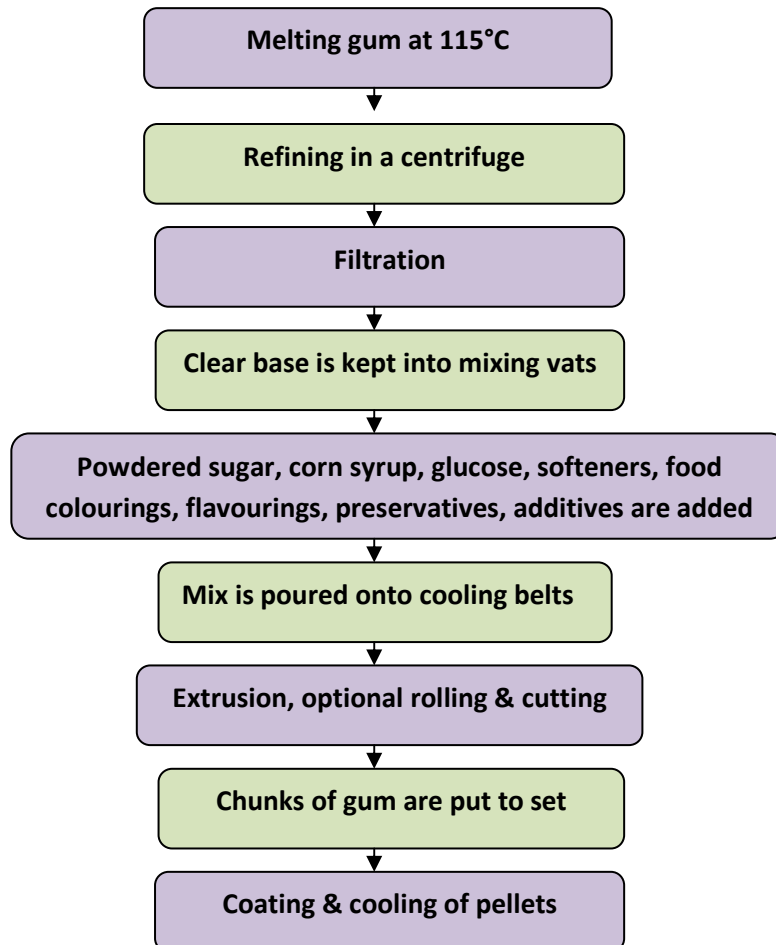 Melting gum at 115°C
Refining in a centrifuge
Filtration
Clear base is kept into mixing vats
Powdered sugar, corn syrup, glucose, softeners, food
colourings, flavourings, preservatives, additives are added
Mix is poured onto cooling belts
Extrusion, optional rolling & cutting
Chunks of gum are put to set
Coating & cooling of pellets